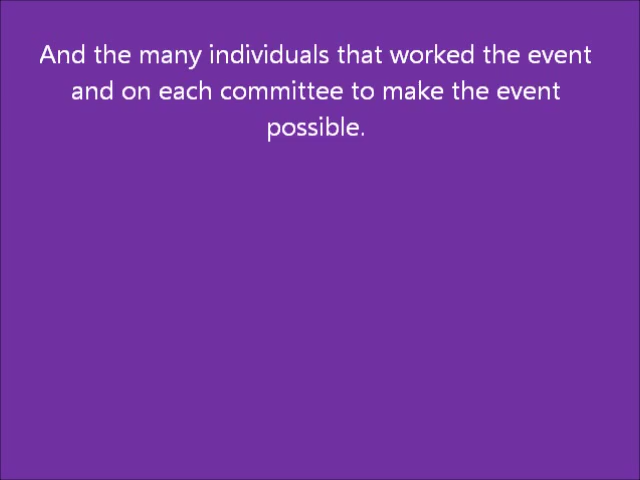 And the many individuals that worked the event
and on each committee to make the event
possible.